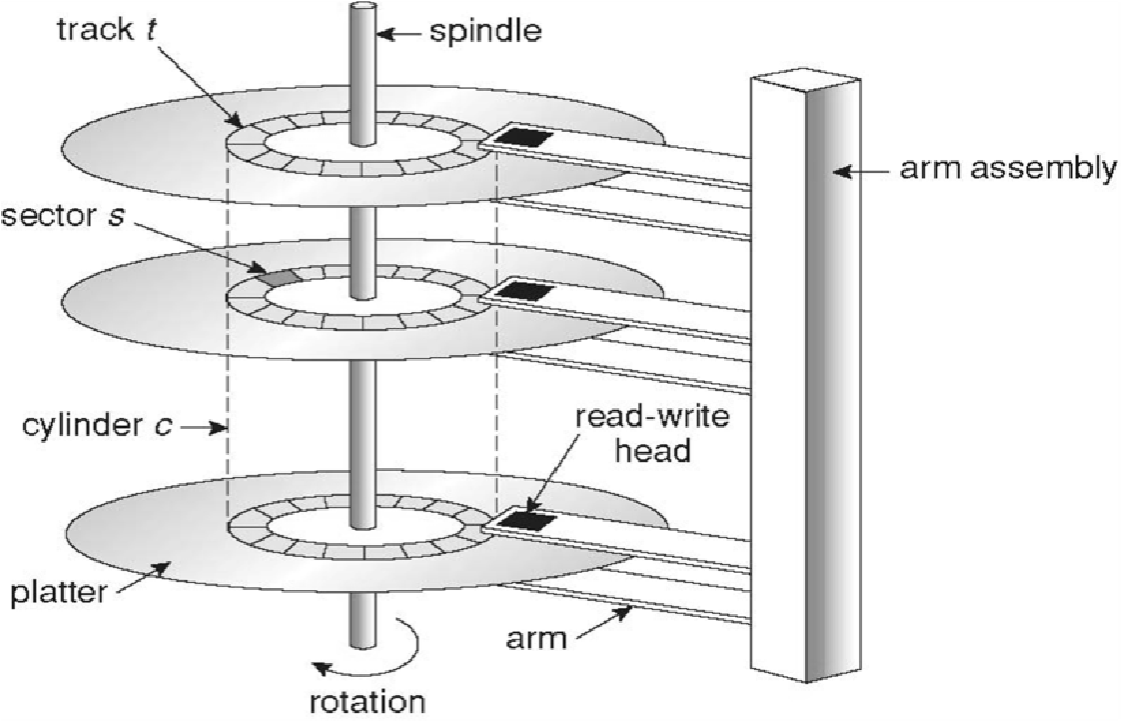 track t
spindle
arm assembly
sector s
cylinder c
read-write
head
platter
arm
rotation